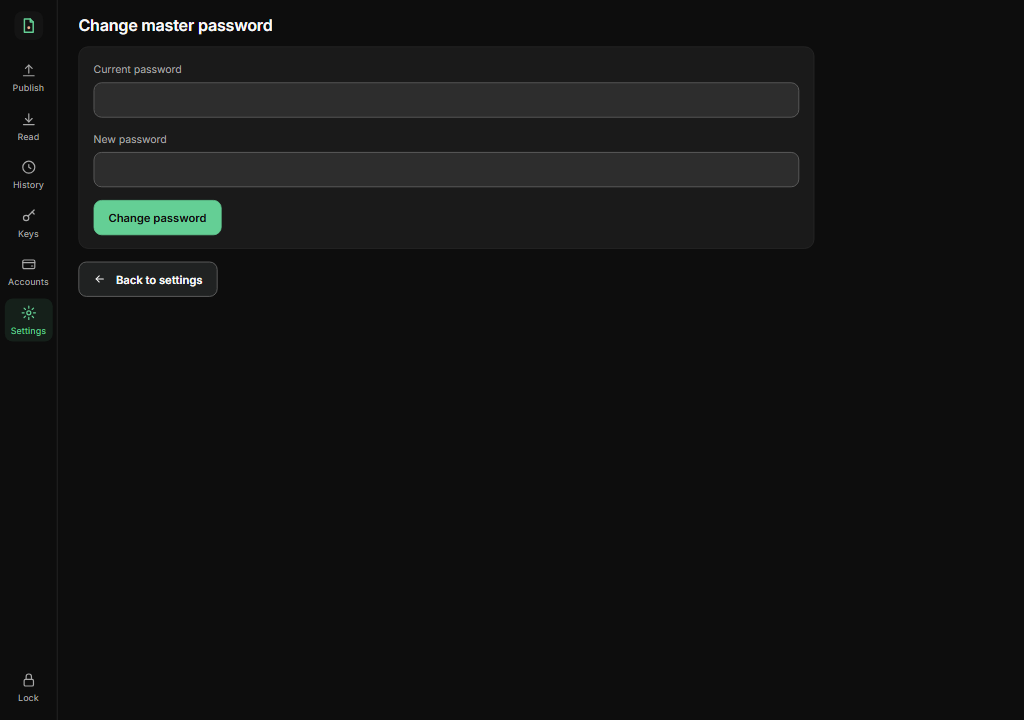 Change master password
Current password
New password
Change password
Back to settings
Publish
Read
History
Keys
Accounts
Settings
Lock